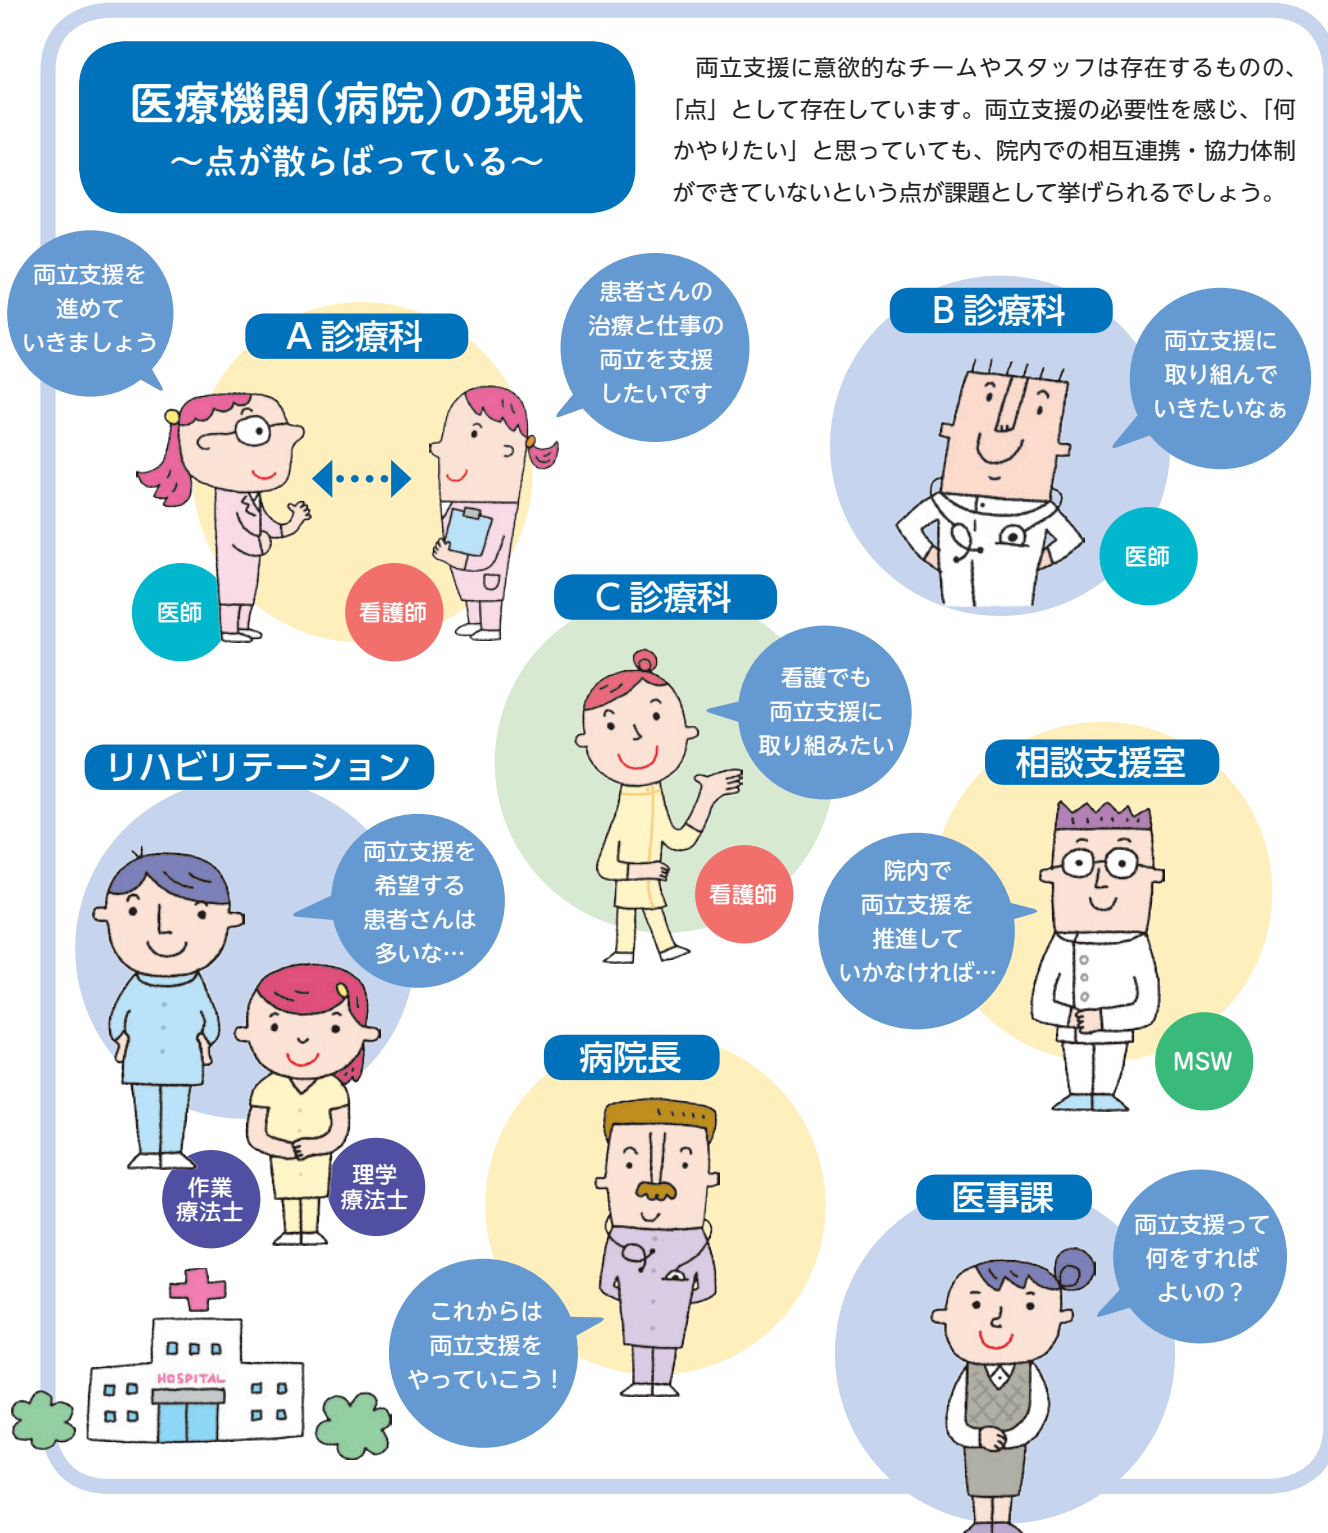 医療機関（病院）の現状
～点が散らばっている～
両立支援に意欲的なチームやスタッフは存在するものの、
「点」として存在しています。両立支援の必要性を感じ、「何
かやりたい」と思っていても、院内での相互連携・協力体制
ができていないという点が課題として挙げられるでしょう。
両立支援を
進めて
いきましょう
A 診療科
患者さんの
治療と仕事の
両立を支援
したいです
医師
看護師
B 診療科
両立支援に
取り組んで
いきたいなぁ
医師
C 診療科
看護でも
両立支援に
取り組みたい
看護師
リハビリテーション
両立支援を
希望する
患者さんは
多いな…
作業
療法士
理学
療法士
相談支援室
院内で
両立支援を
推進して
いかなければ…
MSW
病院長
これからは
両立支援を
やっていこう！
医事課
両立支援って
何をすれば
よいの？
HOSPITAL